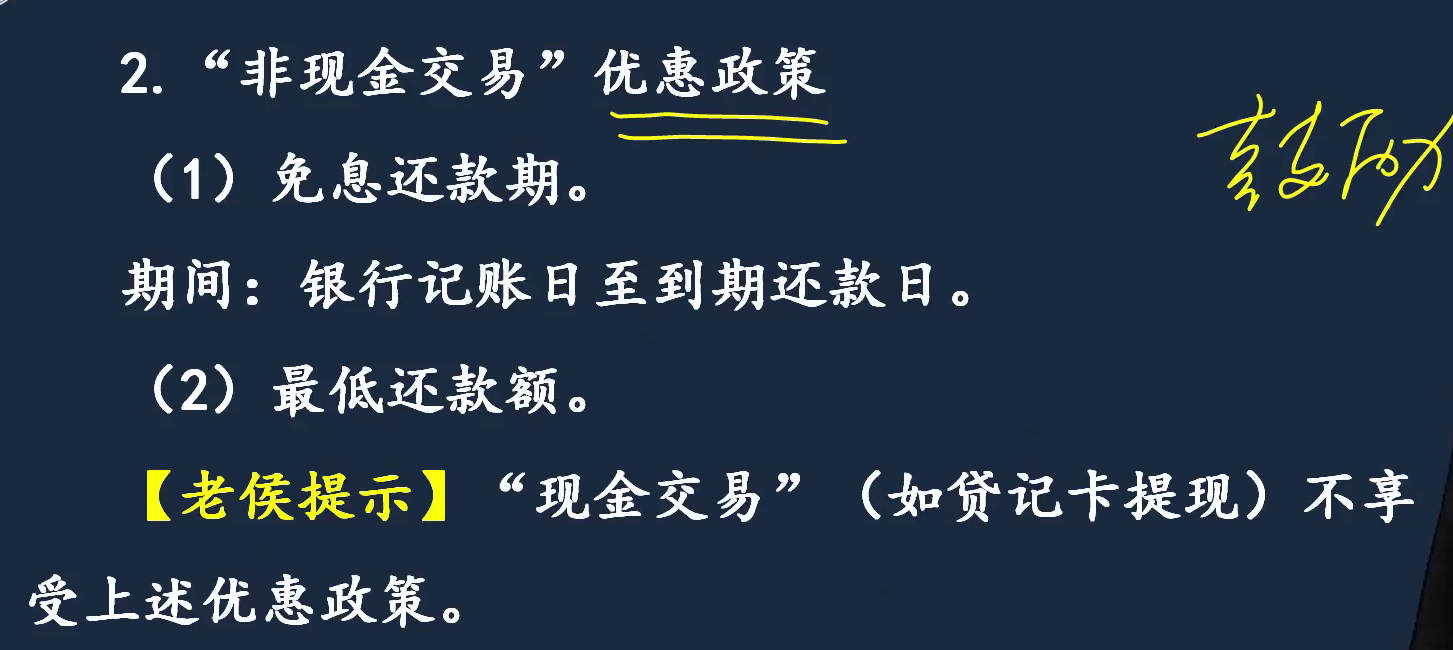 2. “非现金交易”优惠政策
鼓励
（1）免息还款期。
期间：银行记账日至到期还款日。
（2）最低还款额。
【老侯提示】“现金交易”（如贷记卡提现）不享
受上述优惠政策。